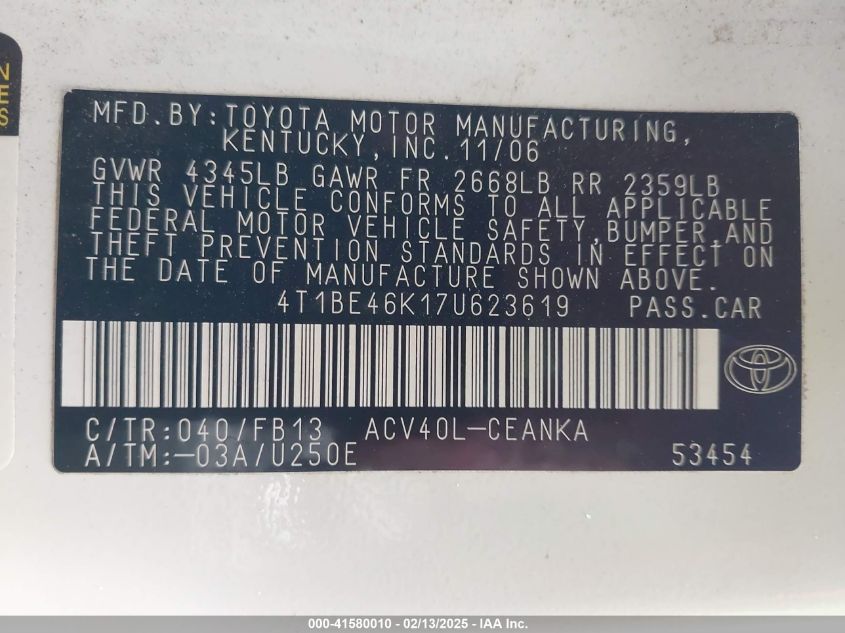 N
E
S
MFD. BY: TOYOTA MOTOR MANUFACTURING,
KENTUCKY, INC. 11/06
GVWR 4345LB GAWR FR 2668LB RR 2359LB
THIS VEHICLE CONFORMS TO ALL APPLICABLE
FEDERAL MOTOR VEHICLE SAFETY, BUMPER, AND
THEFT PREVENTION STANDARDS IN EFFECT ON
THE DATE OF MANUFACTURE SHOWN ABOVE.
4T1BE46K17U623619 PASS.CAR
C/TR: 040/FB13 ACV40L-CEANKA
A/TM:-03A/U250E 53454
000-41580010 - 02/13/2025 - IAA Inc.